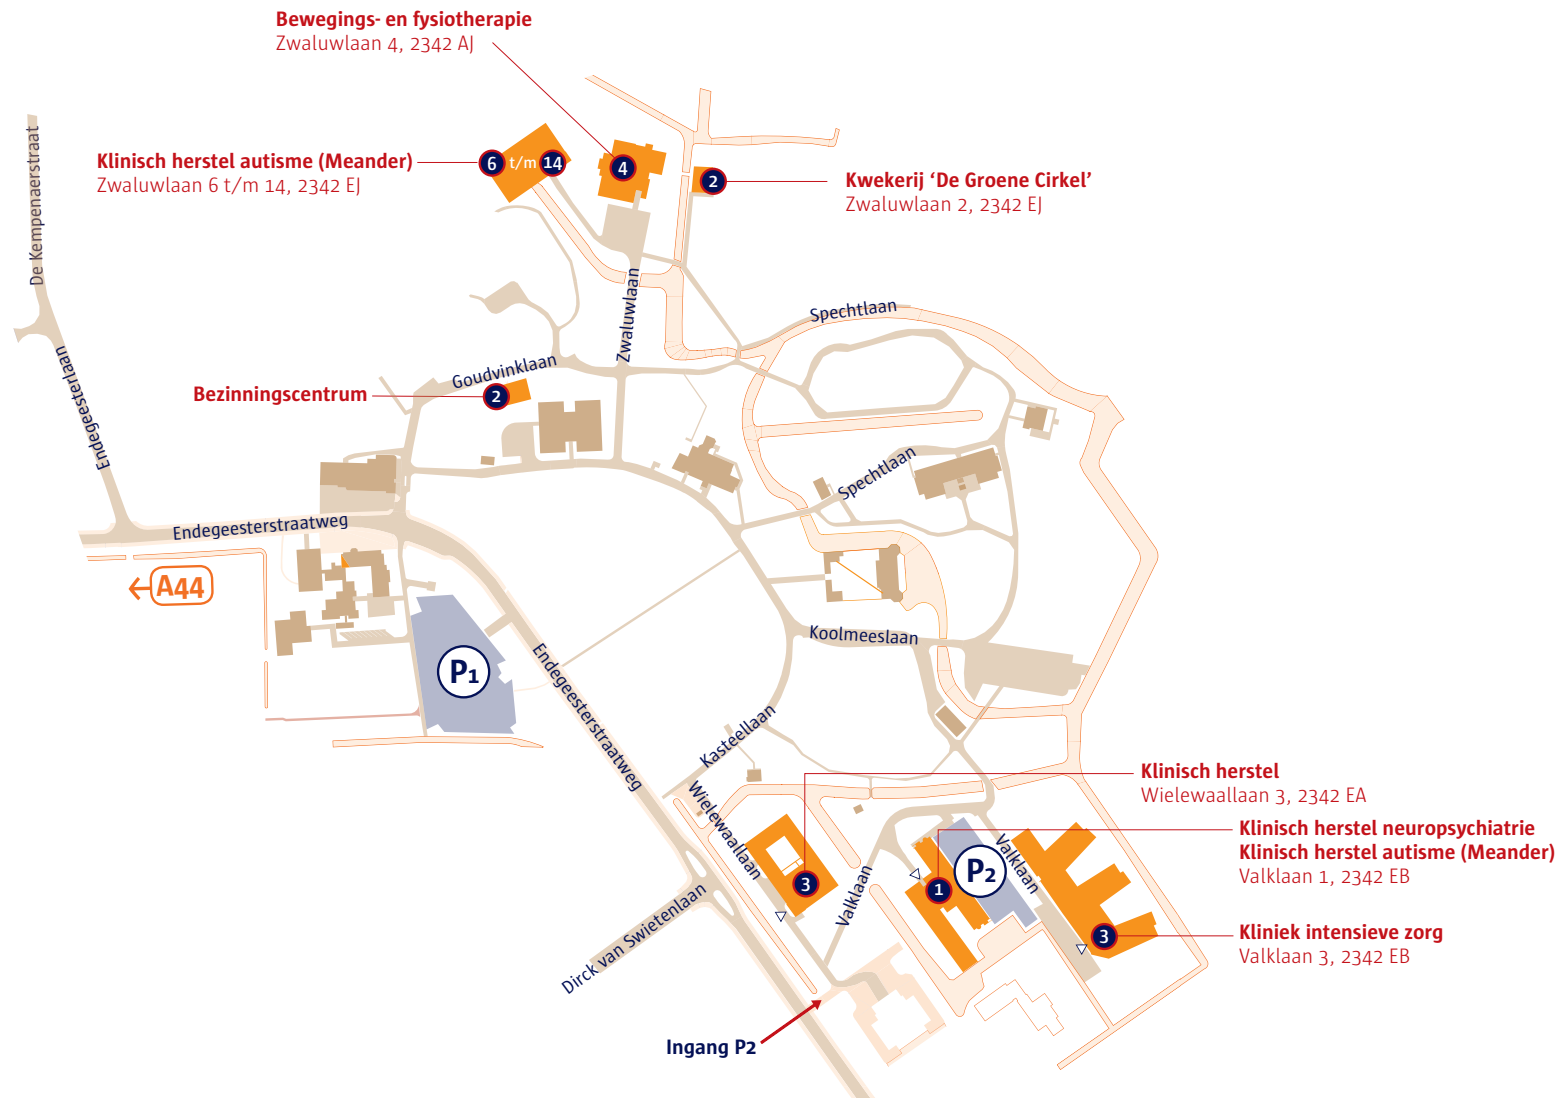 Bewegings- en fysiotherapie
Zwaluwlaan 4, 2342 AJ
Klinisch herstel autisme (Meander)
Zwaluwlaan 6 t/m 14, 2342 EJ
6 t/m 14
4
2
Kwekerij ‘De Groene Cirkel’
Zwaluwlaan 2, 2342 EJ
De Kempenaerstraat
Endegeesterlaan
Zwaluwlaan
Spechtlaan
Goudvinklaan
Bezinningscentrum
2
Spechtlaan
Endegeesterstraatweg
A44
P1
Koolmeeslaan
Endegeesterstraatweg
Kasteellaan
Wielewaallaan
Klinisch herstel
Wielewaallaan 3, 2342 EA
3
Valklaan
Klinisch herstel neuropsychiatrie
Klinisch herstel autisme (Meander)
Valklaan 1, 2342 EB
1
P2
Valklaan
3
Kliniek intensieve zorg
Valklaan 3, 2342 EB
Dirck van Swietenlaan
Ingang P2